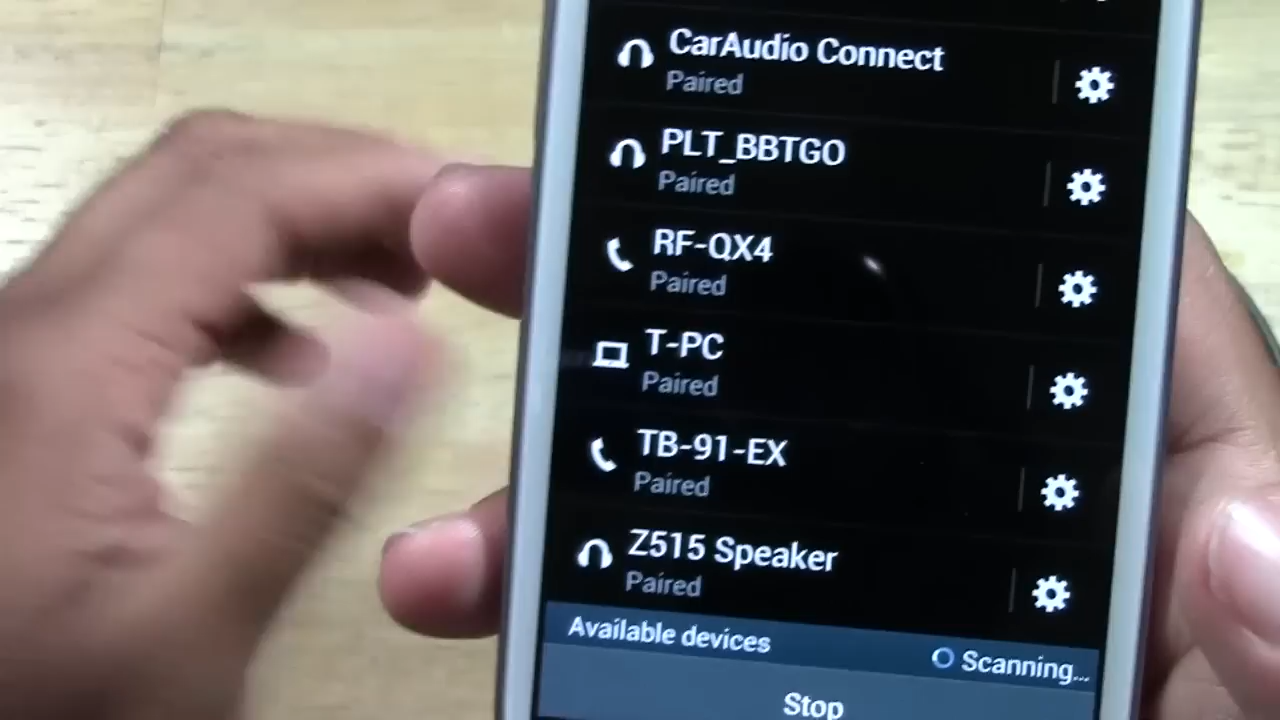 CarAudio Connect
Paired
PLT_BBTGO
Paired
RF-QX4
Paired
T-PC
Paired
TB-91-EX
Paired
Z515 Speaker
Paired
Available devices
Scanning...
Stop